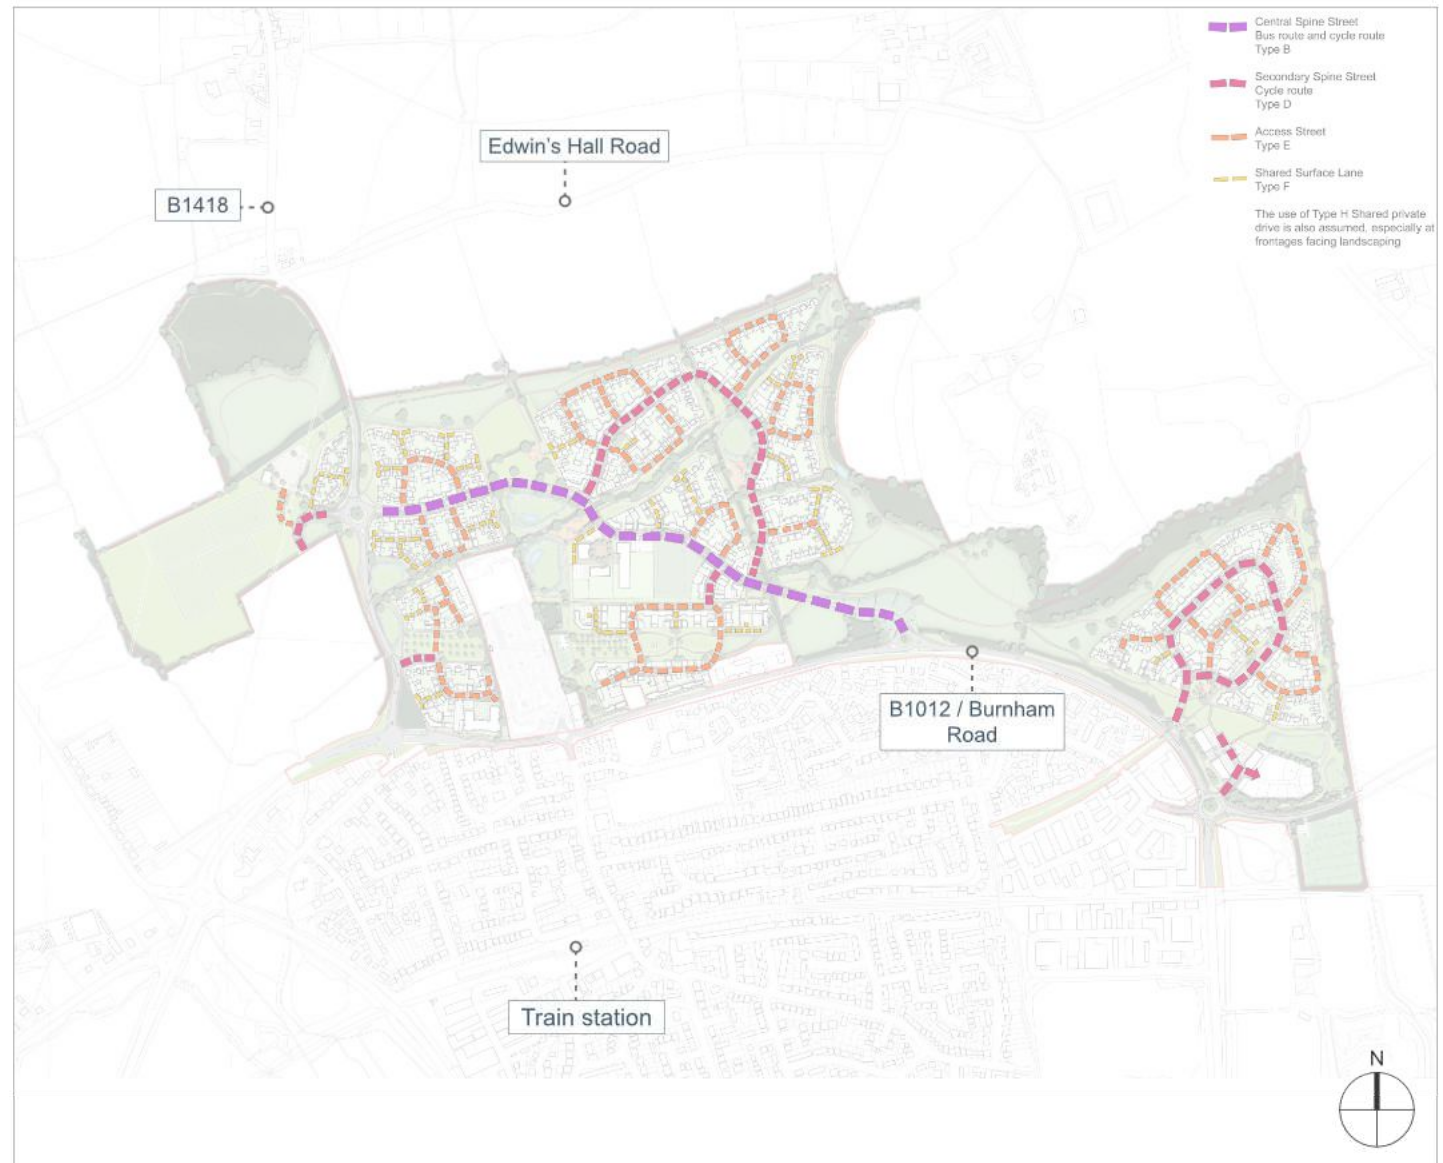 Central Spine Street
Bus route and cycle route
Type B
Secondary Spine Street
Cycle route
Type D
Access Street
Type E
Shared Surface Lane
Type F
The use of Type H Shared private
drive is also assumed, especially at
frontages facing landscaping
Edwin's Hall Road
B1418
B1012 / Burnham
Road
Train station
N